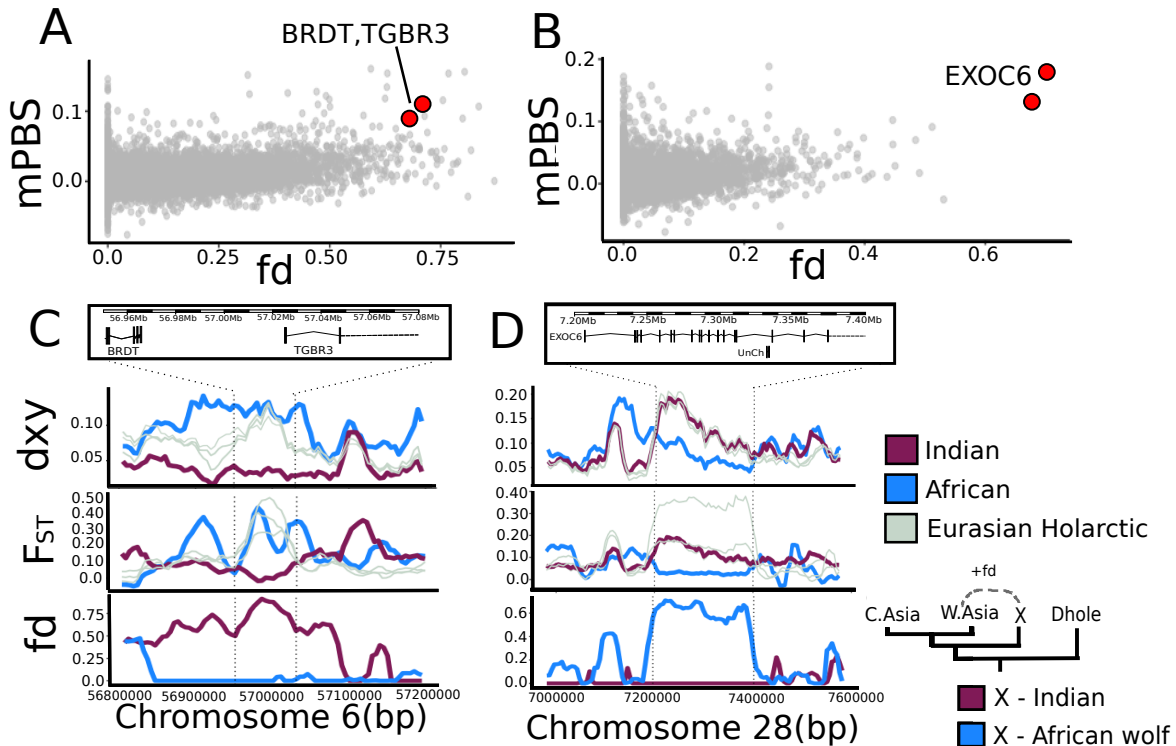 A
BRDT,TGBR3
mPBS
0.1
0.0
0.0
0.25
0.50
0.75
fd
B
EXOC6
mPBS
0.2
0.1
0.0
0.0
0.2
0.4
0.6
fd
C
56.96Mb
56.98Mb
57.00Mb
57.02Mb
57.04Mb
57.06Mb
57.08Mb
BRDT
TGBR3
dxy
0.10
0.05
FST
0.50
0.40
0.30
0.20
0.10
0.0
fd
0.75
0.50
0.25
0.0
56800000
56900000
57000000
57100000
57200000
Chromosome 6(bp)
D
7.20Mb
7.25Mb
7.30Mb
7.35Mb
7.40Mb
EXOC6
UnCh
0.20
0.15
0.10
0.05
0.40
0.30
0.20
0.10
0.0
0.6
0.4
0.2
0.0
7000000
7200000
7400000
7600000
Chromosome 28(bp)
Indian
African
Eurasian Holarctic
+fd
C.Asia
W.Asia
X
Dhole
X - Indian
X - African wolf